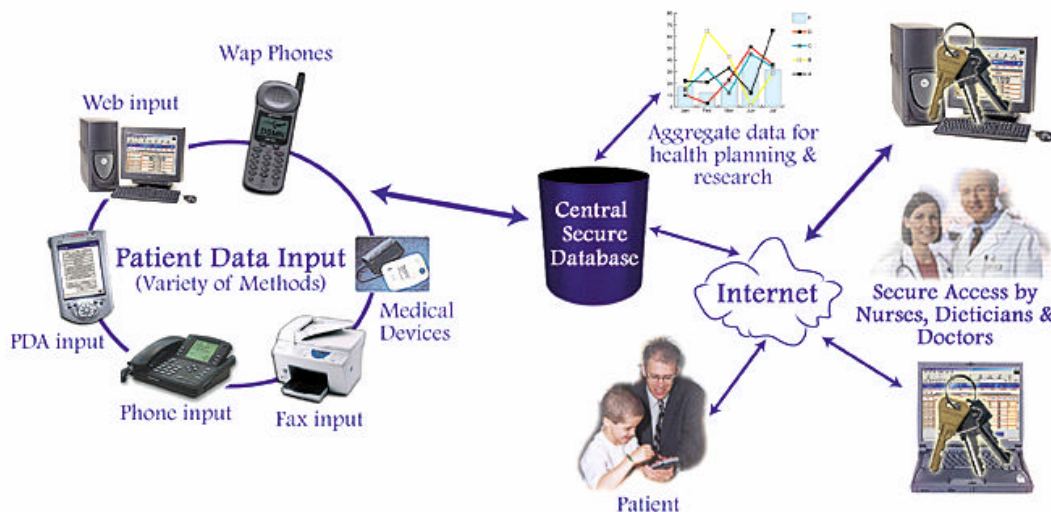 Wap Phones
Web input
Patient Data Input
(Variety of Methods)
PDA input
Phone input
Fax input
Medical
Devices
Aggregate data for
health planning &
research
Central
Secure
Database
Internet
Secure Access by
Nurses, Dieticians &
Doctors
Patient